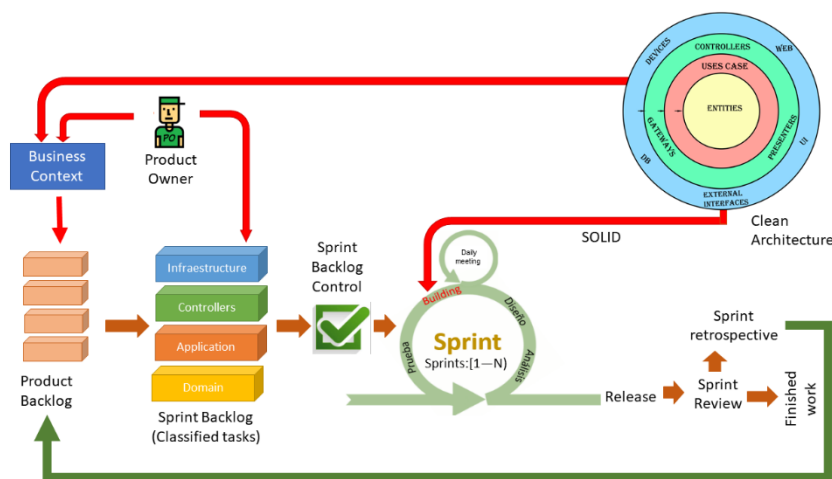 DEVICES
WEB
CONTROLLERS
USES CASE
ENTITIES
GATEWAYS
PRESENTERS
DB
UI
EXTERNAL
INTERFACES
Clean
Architecture
PO
Product
Owner
Business
Context
SOLID
Infraestructure
Controllers
Application
Domain
Product
Backlog
Sprint Backlog
(Classified tasks)
Sprint
Backlog
Control
Daily
meeting
Building
Diseño
Análisis
Prueba
Sprint
Sprints:[1—N)
Release
Sprint
retrospective
Sprint
Review
Finished
work